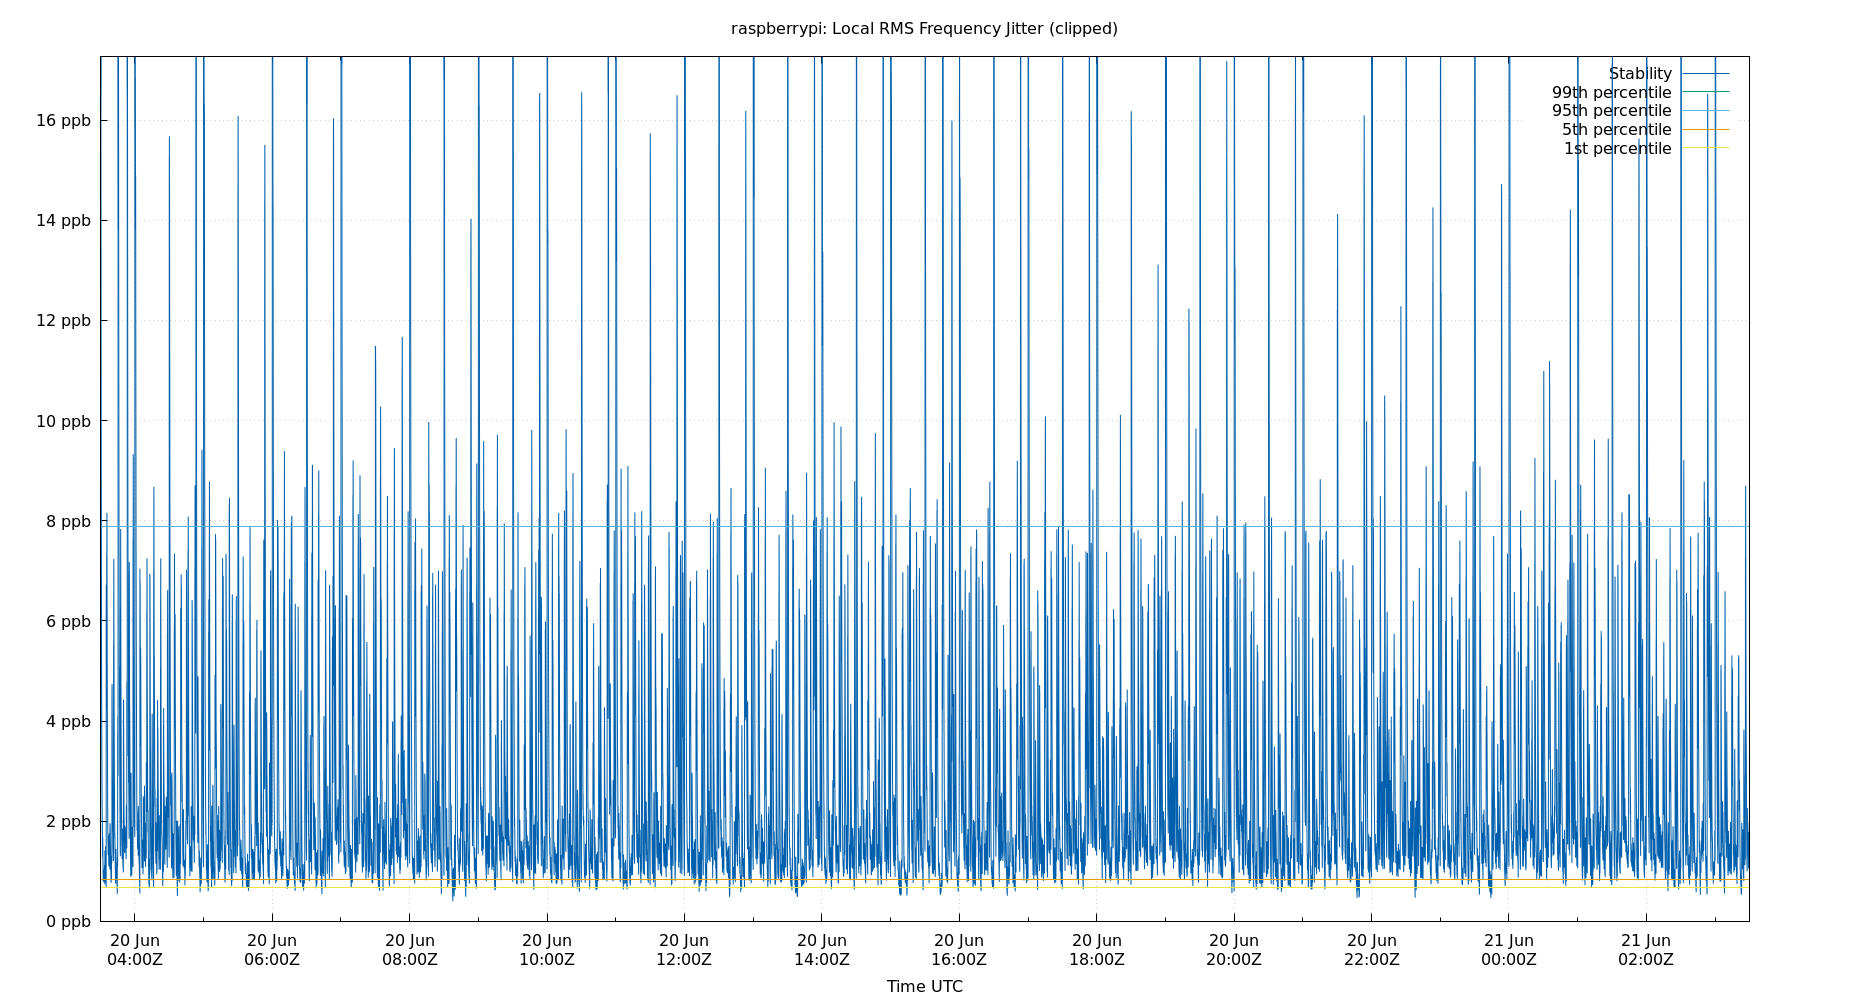 raspberrypi: Local RMS Frequency Jitter (clipped)
Stability
99th percentile
95th percentile
5th percentile
1st percentile
16 ppb
14 ppb
12 ppb
10 ppb
8 ppb
6 ppb
4 ppb
2 ppb
0 ppb
20 Jun 20 Jun 20 Jun 20 Jun 20 Jun 20 Jun 20 Jun 20 Jun 20 Jun 20 Jun 21 Jun 21 Jun
04:00Z 06:00Z 08:00Z 10:00Z 12:00Z 14:00Z 16:00Z 18:00Z 20:00Z 22:00Z 00:00Z 02:00Z
Time UTC